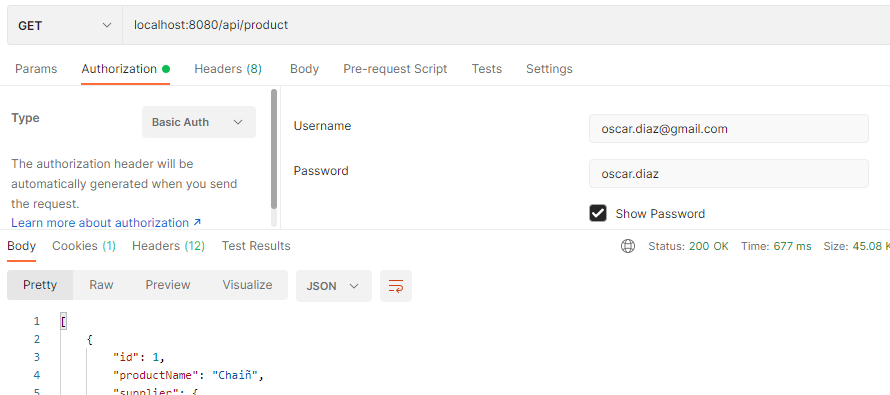 GET localhost:8080/api/product
Params Authorization Headers (8) Body Pre-request Script Tests Settings
Type Basic Auth
The authorization header will be
automatically generated when you send
the request.
Learn more about authorization ↗
Username oscar.diaz@gmail.com
Password oscar.diaz
Show Password
Body Cookies (1) Headers (12) Test Results Status: 200 OK Time: 677 ms Size: 45.08 K
Pretty Raw Preview Visualize JSON
1 [
2 {
3 "id": 1,
4 "productName": "Chaiñ",
5 "supplier": {